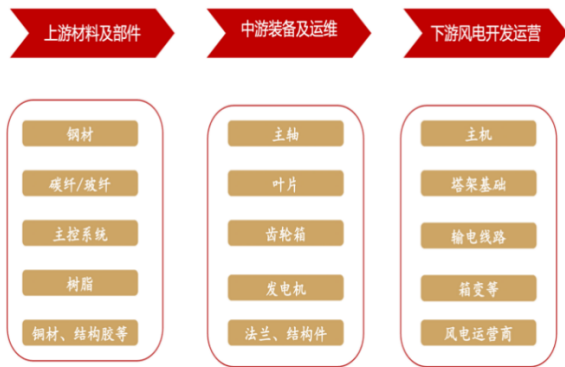 上游材料及部件
中游装备及运维
下游风电开发运营
钢材
碳纤/玻纤
主控系统
树脂
铜材、结构胶等
主轴
叶片
齿轮箱
发电机
法兰、结构件
主机
塔架基础
输电线路
箱变等
风电运营商